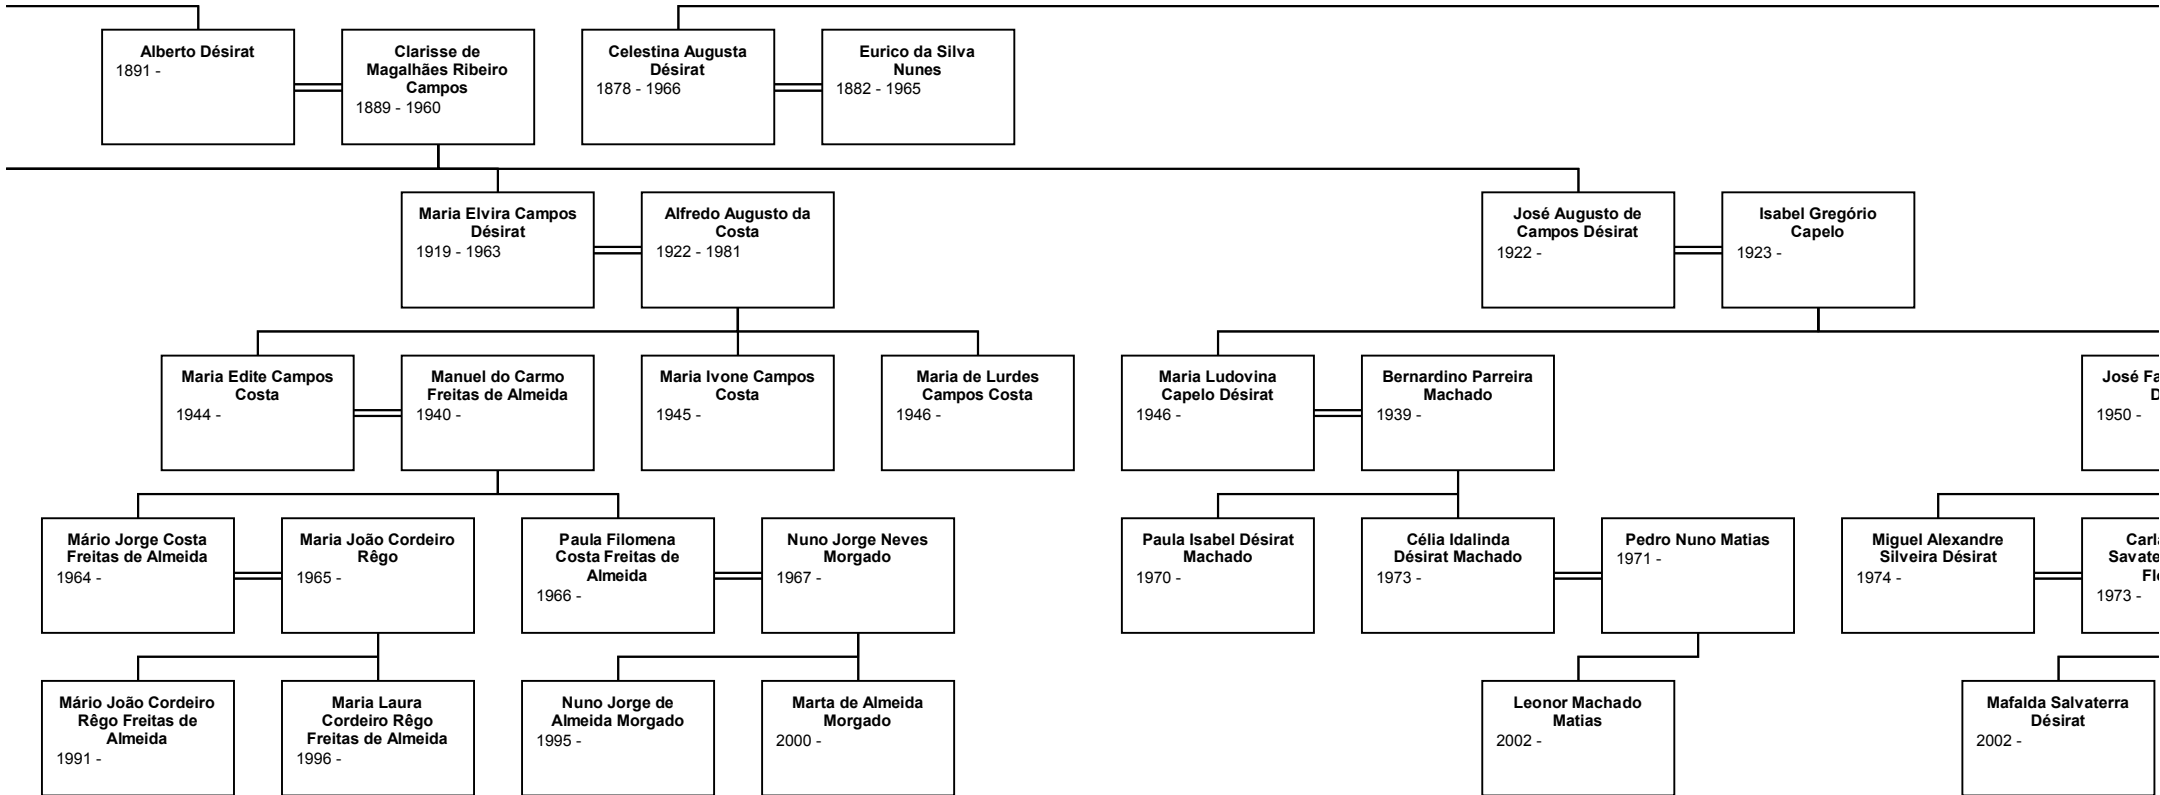 Alberto Désirat
1891 -
Clarisse de
Magalhães Ribeiro
Campos
1889 - 1960
Celestina Augusta
Désirat
1878 - 1966
Eurico da Silva
Nunes
1882 - 1965
Maria Elvira Campos
Désirat
1919 - 1963
Alfredo Augusto da
Costa
1922 - 1981
José Augusto de
Campos Désirat
1922 -
Isabel Gregório
Capelo
1923 -
Maria Edite Campos
Costa
1944 -
Manuel do Carmo
Freitas de Almeida
1940 -
Maria Ivone Campos
Costa
1945 -
Maria de Lurdes
Campos Costa
1946 -
Maria Ludovina
Capelo Désirat
1946 -
Bernardino Parreira
Machado
1939 -
José Fa
D
1950 -
Mário Jorge Costa
Freitas de Almeida
1964 -
Maria João Cordeiro
Rêgo
1965 -
Paula Filomena
Costa Freitas de
Almeida
1966 -
Nuno Jorge Neves
Morgado
1967 -
Paula Isabel Désirat
Machado
1970 -
Célia Idalinda
Désirat Machado
1973 -
Pedro Nuno Matias
1971 -
Miguel Alexandre
Silveira Désirat
1974 -
Carla
Savate
Flo
1973 -
Mário João Cordeiro
Rêgo Freitas de
Almeida
1991 -
Maria Laura
Cordeiro Rêgo
Freitas de Almeida
1996 -
Nuno Jorge de
Almeida Morgado
1995 -
Marta de Almeida
Morgado
2000 -
Leonor Machado
Matias
2002 -
Mafalda Salvaterra
Désirat
2002 -